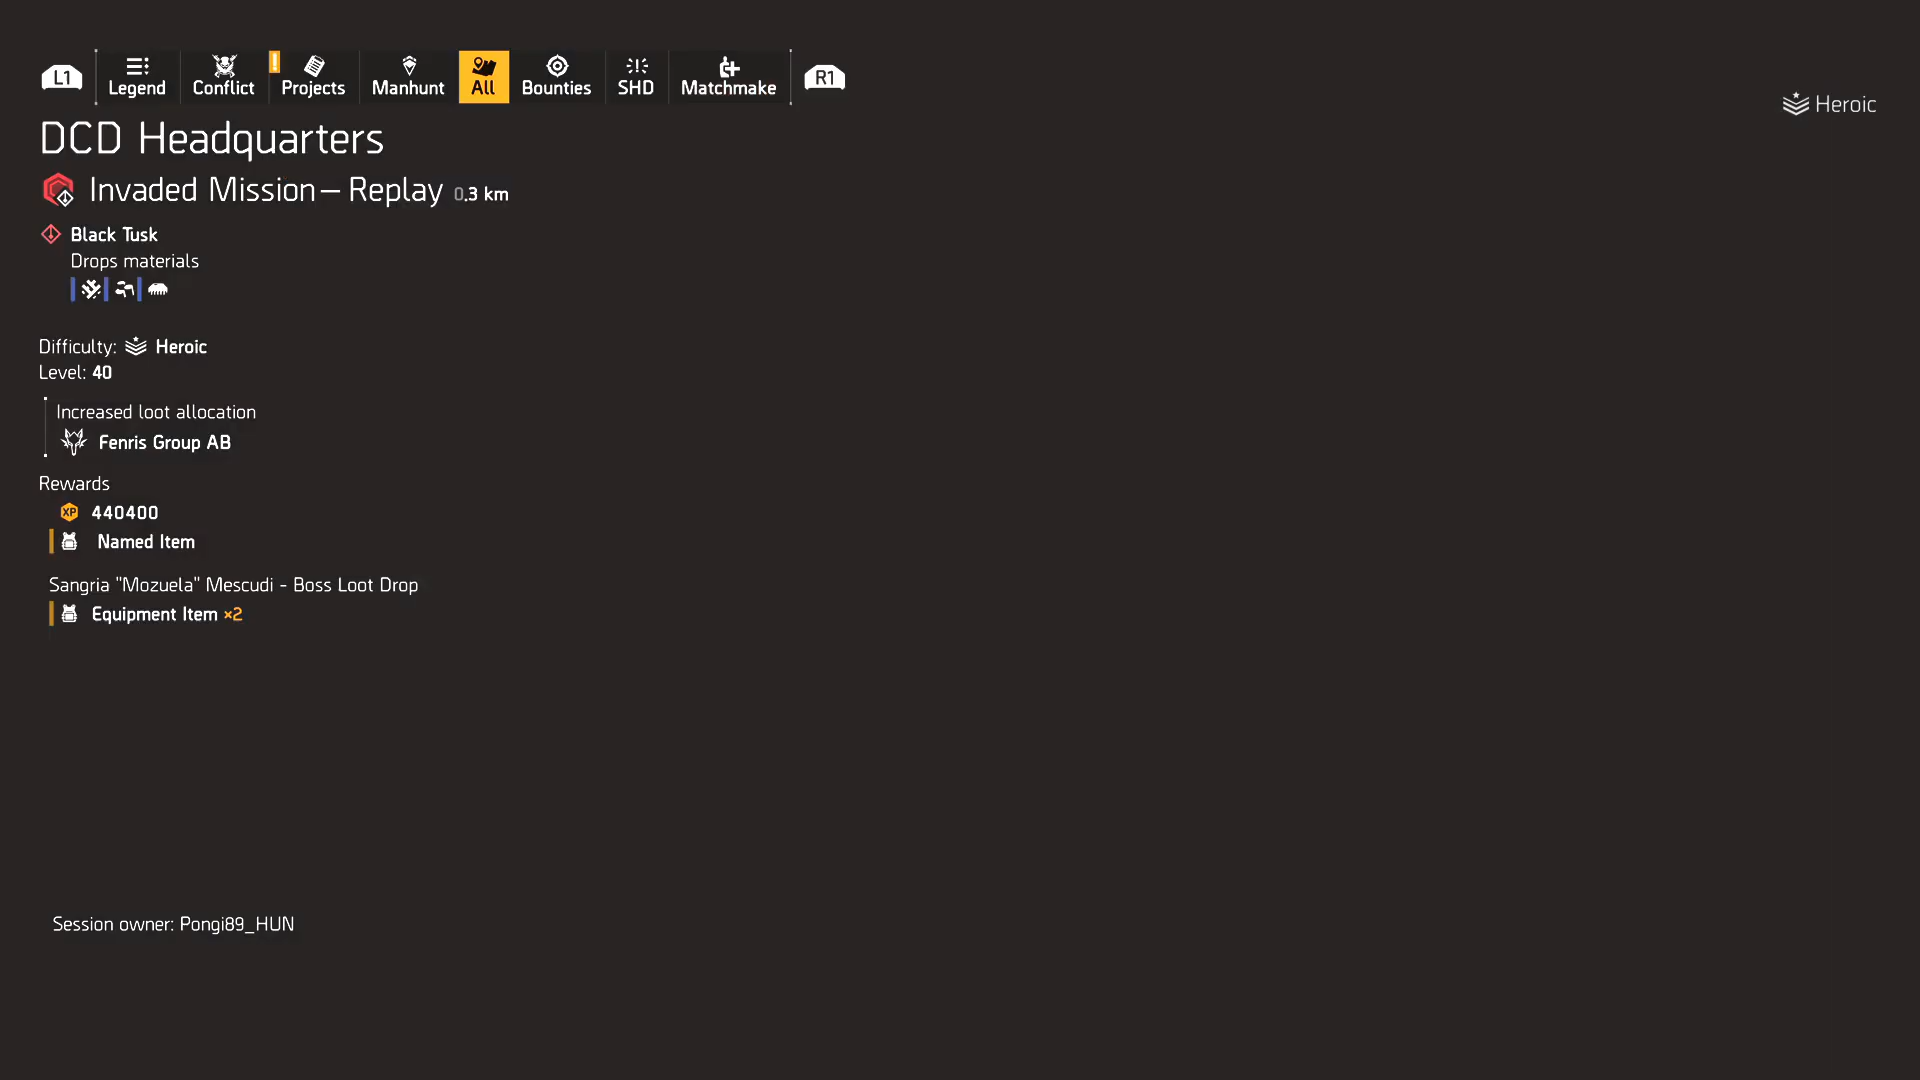 L1 Legend Conflict ! Projects Manhunt All Bounties SHD Matchmake R1
Heroic
DCD Headquarters
Invaded Mission— Replay 0.3 km
Black Tusk
Drops materials
Difficulty: Heroic
Level: 40
Increased loot allocation
Fenris Group AB
Rewards
XP 440400
Named Item
Sangria "Mozuela" Mescudi - Boss Loot Drop
Equipment Item ×2
Session owner: Pongi89_HUN